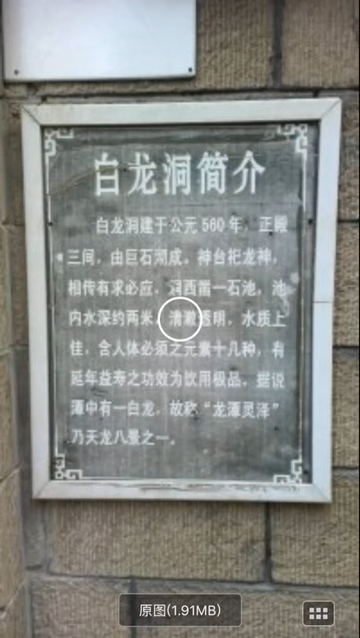 白龙洞简介
白龙洞建于公元560年，正殿
三间，由巨石湖成。神台祀龙神，
相传有求必应。洞西凿一石池，池
内水深约两米，清澈透明，水质上
佳，含人体必须之元素十几种，有
延年益寿之功效为饮用极品。据说
潭中有一白龙，故称“龙潭灵泽”
乃天龙八景之一。
原图(1.91MB)